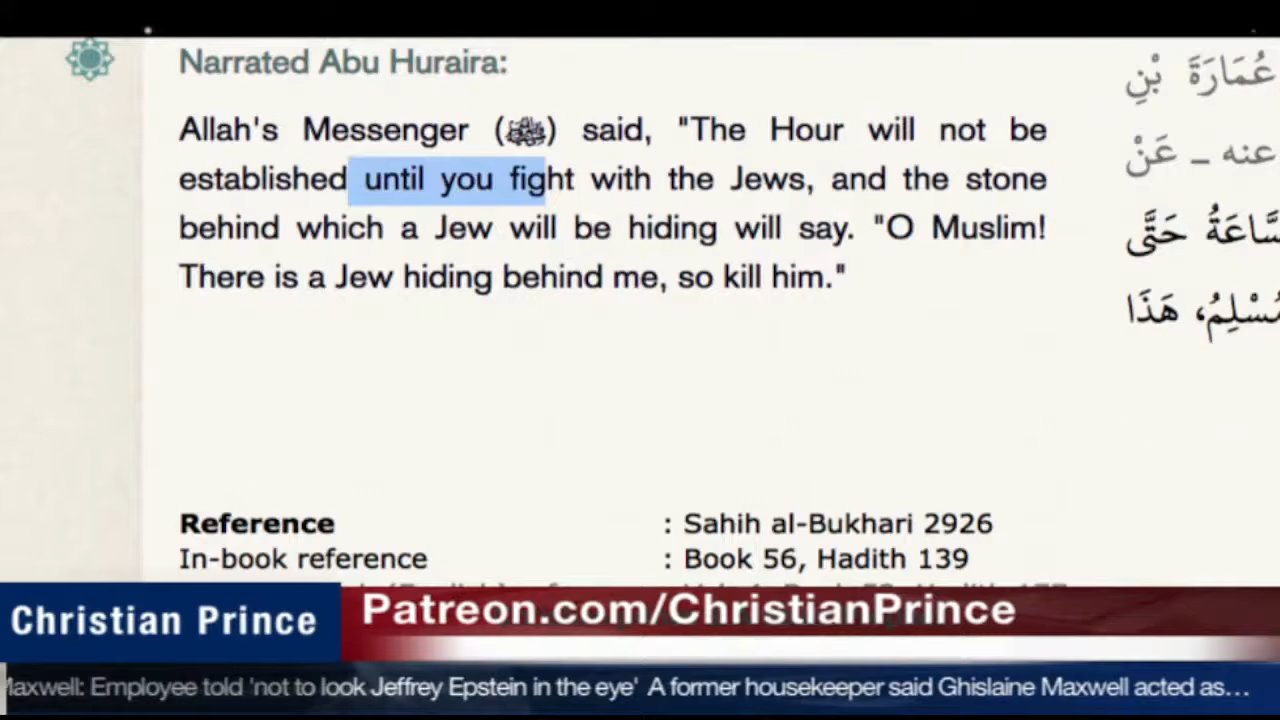 Narrated Abu Huraira:
Allah's Messenger (ﷺ) said, "The Hour will not be
established until you fight with the Jews, and the stone
behind which a Jew will be hiding will say. "O Muslim!
There is a Jew hiding behind me, so kill him."
عُمَارَةَ بْنِ
عنه ـ عَنْ
حَتَّى
هَذَا
Reference : Sahih al-Bukhari 2926
In-book reference : Book 56, Hadith 139
Christian Prince
Patreon.com/ChristianPrince
Maxwell: Employee told 'not to look Jeffrey Epstein in the eye' A former housekeeper said Ghislaine Maxwell acted as…